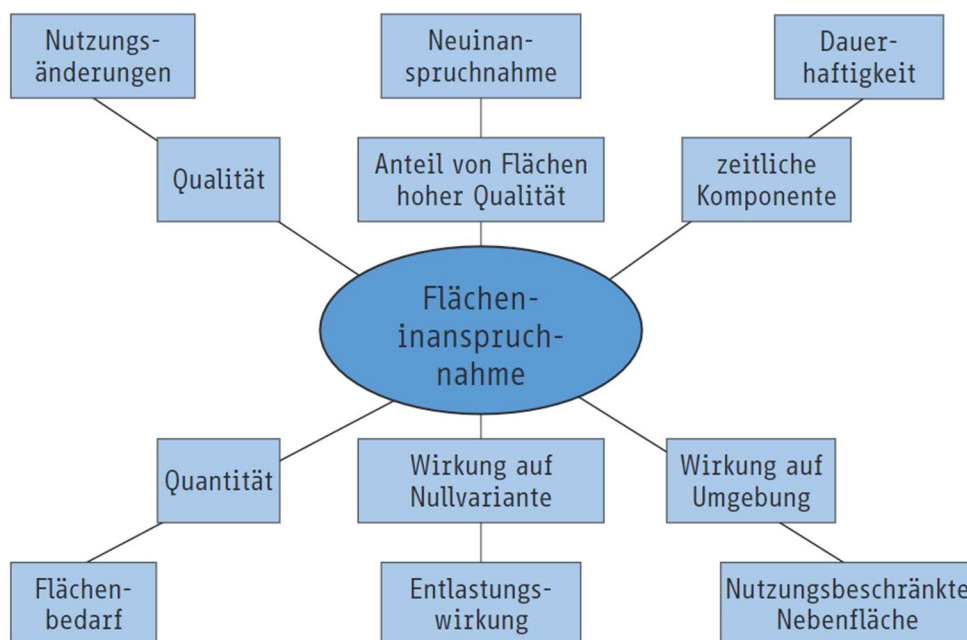 Nutzungs-
änderungen
Neuinan-
spruchnahme
Dauer-
haftigkeit
Qualität
Anteil von Flächen
hoher Qualität
zeitliche
Komponente
Flächen-
inanspruch-
nahme
Quantität
Wirkung auf
Nullvariante
Wirkung auf
Umgebung
Flächen-
bedarf
Entlastungs-
wirkung
Nutzungsbeschränkte
Nebenfläche